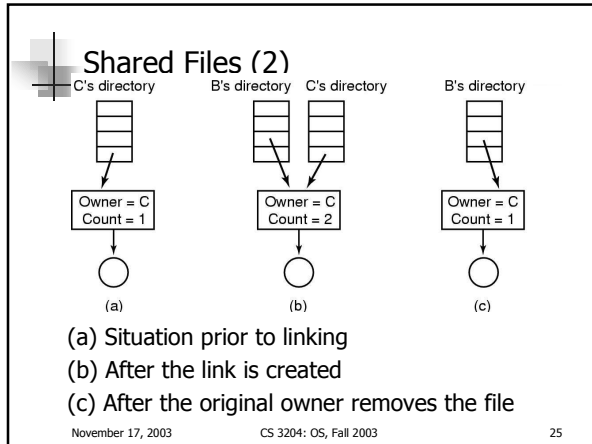 Shared Files (2)
C's directory B's directory C's directory B's directory
Owner = C Owner = C Owner = C
Count = 1 Count = 2 Count = 1
(a) (b) (c)
(a) Situation prior to linking
(b) After the link is created
(c) After the original owner removes the file
November 17, 2003 CS 3204: OS, Fall 2003 25